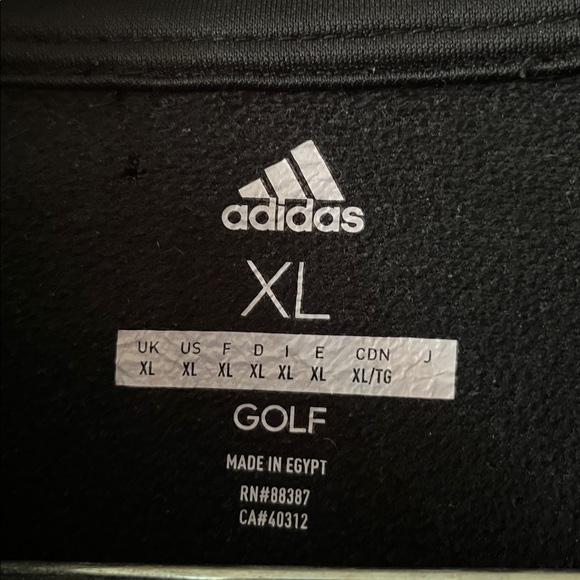 adidas
XL
UK US F D I E CDN J
XL XL XL XL XL XL XL/TG
GOLF
MADE IN EGYPT
RN#88387
CA#40312